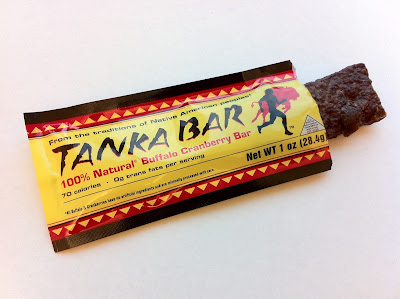 From the traditions of Native American peoples
TANKA BAR
100% Natural* Buffalo Cranberry Bar
70 calories • 0g trans fats per serving
Net WT 1 oz (28.4g